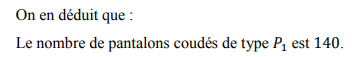 On en déduit que :
Le nombre de pantalons coudés de type P₁ est 140.